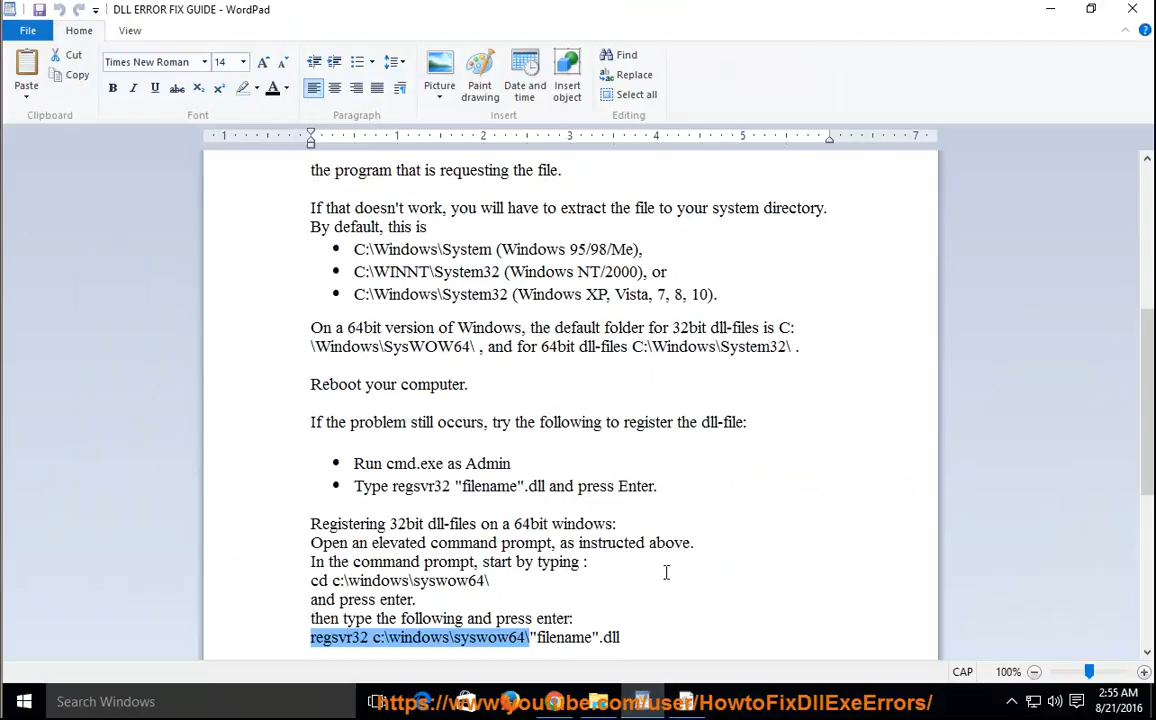 DLL ERROR FIX GUIDE - WordPad
File Home View
Paste Cut Copy
Times New Roman 14
Picture Paint drawing Date and time Insert object
Find
Replace
Select all
Clipboard Font Paragraph Insert Editing
1 1 2 3 4 5 7
the program that is requesting the file.
If that doesn't work, you will have to extract the file to your system directory.
By default, this is
• C:\Windows\System (Windows 95/98/Me),
• C:\WINNT\System32 (Windows NT/2000), or
• C:\Windows\System32 (Windows XP, Vista, 7, 8, 10).
On a 64bit version of Windows, the default folder for 32bit dll-files is C:
\Windows\SysWOW64\ , and for 64bit dll-files C:\Windows\System32\ .
Reboot your computer.
If the problem still occurs, try the following to register the dll-file:
• Run cmd.exe as Admin
• Type regsvr32 "filename".dll and press Enter.
Registering 32bit dll-files on a 64bit windows:
Open an elevated command prompt, as instructed above.
In the command prompt, start by typing :
cd c:\windows\syswow64\
and press enter.
then type the following and press enter:
regsvr32 c:\windows\syswow64\"filename".dll
CAP 100%
Search Windows
https://www.youtube.com/user/HowtoFixDllExeErrors/
2:55 AM
8/21/2016